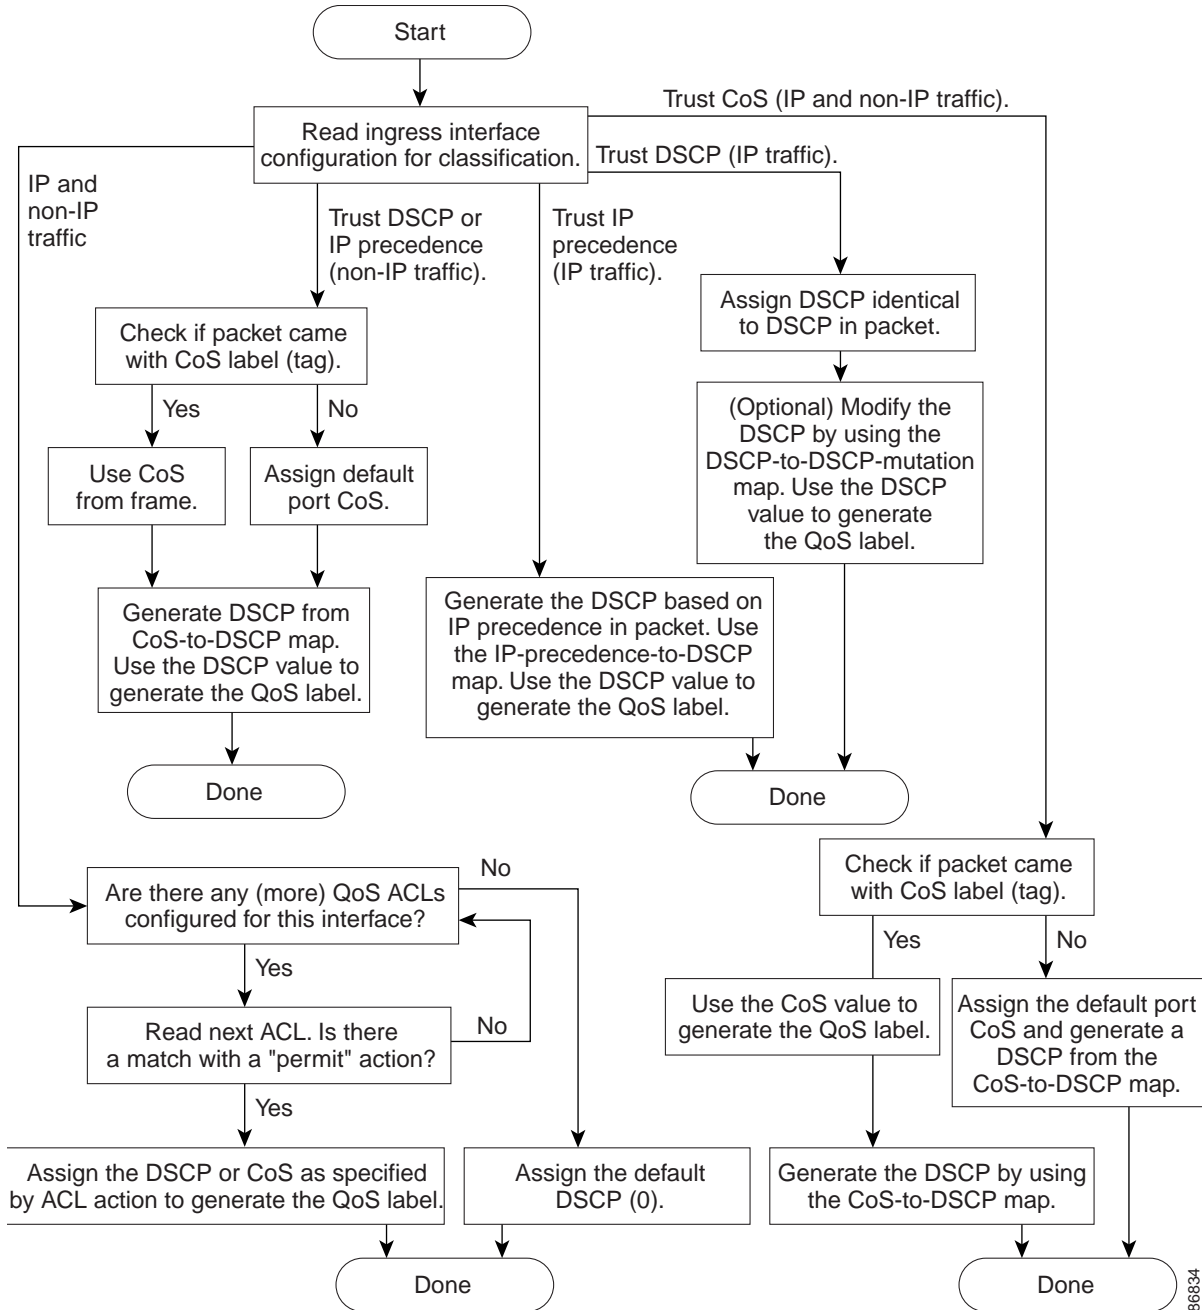 Start
Trust CoS (IP and non-IP traffic).
Read ingress interface
configuration for classification.
Trust DSCP (IP traffic).
IP and
non-IP
traffic
Trust DSCP or
IP precedence
(non-IP traffic).
Trust IP
precedence
(IP traffic).
Assign DSCP identical
to DSCP in packet.
Check if packet came
with CoS label (tag).
Yes
No
(Optional) Modify the
DSCP by using the
DSCP-to-DSCP-mutation
map. Use the DSCP
value to generate
the QoS label.
Use CoS
from frame.
Assign default
port CoS.
Generate DSCP from
CoS-to-DSCP map.
Use the DSCP value to
generate the QoS label.
Generate the DSCP based on
IP precedence in packet. Use
the IP-precedence-to-DSCP
map. Use the DSCP value to
generate the QoS label.
Done
Done
Are there any (more) QoS ACLs
configured for this interface?
No
Check if packet came
with CoS label (tag).
Yes
Yes
No
Read next ACL. Is there
a match with a "permit" action?
No
Use the CoS value to
generate the QoS label.
Assign the default port
CoS and generate a
DSCP from the
CoS-to-DSCP map.
Yes
Assign the DSCP or CoS as specified
by ACL action to generate the QoS label.
Assign the default
DSCP (0).
Generate the DSCP by using
the CoS-to-DSCP map.
Done
Done
86834